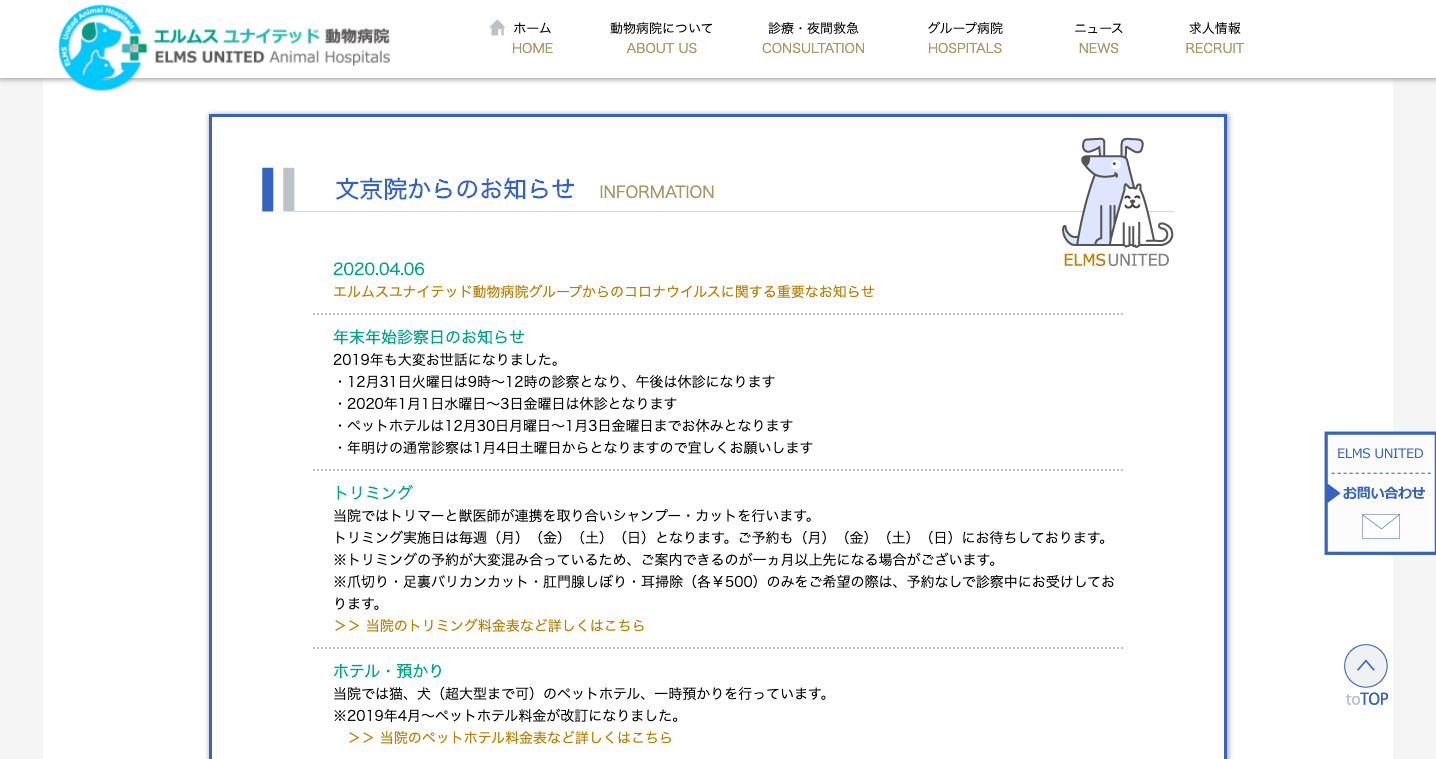 United Animal Hospitals
ELMS
エルムス ユナイテッド 動物病院
ELMS UNITED Animal Hospitals
ホーム
HOME
動物病院について
ABOUT US
診療・夜間救急
CONSULTATION
グループ病院
HOSPITALS
ニュース
NEWS
求人情報
RECRUIT
文京院からのお知らせ INFORMATION
ELMSUNITED
2020.04.06
エルムスユナイテッド動物病院グループからのコロナウイルスに関する重要なお知らせ
年末年始診察日のお知らせ
2019年も大変お世話になりました。
・12月31日火曜日は9時〜12時の診察となり、午後は休診になります
・2020年1月1日水曜日〜3日金曜日は休診となります
・ペットホテルは12月30日月曜日〜1月3日金曜日までお休みとなります
・年明けの通常診察は1月4日土曜日からとなりますので宜しくお願いします
トリミング
当院ではトリマーと獣医師が連携を取り合いシャンプー・カットを行います。
トリミング実施日は毎週（月）（金）（土）（日）となります。ご予約も（月）（金）（土）（日）にお待ちしております。
※トリミングの予約が大変混み合っているため、ご案内できるのが一ヵ月以上先になる場合がございます。
※爪切り・足裏バリカンカット・肛門腺しぼり・耳掃除（各￥500）のみをご希望の際は、予約なしで診察中にお受けしてお
ります。
＞＞ 当院のトリミング料金表など詳しくはこちら
ホテル・預かり
当院では猫、犬（超大型まで可）のペットホテル、一時預かりを行っています。
※2019年4月〜ペットホテル料金が改訂になりました。
＞＞ 当院のペットホテル料金表など詳しくはこちら
ELMS UNITED
お問い合わせ
toTOP